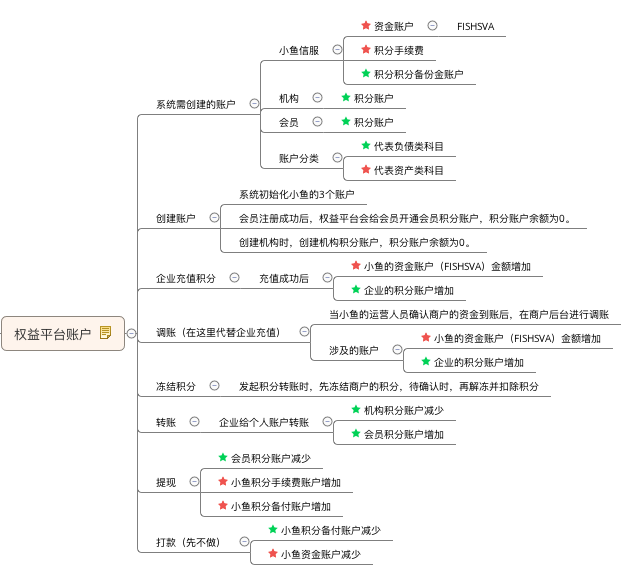 权益平台账户
系统需创建的账户
小鱼信服
资金账户
FISHSVA
积分手续费
积分积分备份金账户
机构
积分账户
会员
积分账户
账户分类
代表负债类科目
代表资产类科目
创建账户
系统初始化小鱼的3个账户
会员注册成功后，权益平台会给会员开通会员积分账户，积分账户余额为0。
创建机构时，创建机构积分账户，积分账户余额为0。
企业充值积分
充值成功后
小鱼的资金账户（FISHSVA）金额增加
企业的积分账户增加
调账（在这里代替企业充值）
当小鱼的运营人员确认商户的资金到账后，在商户后台进行调账
涉及的账户
小鱼的资金账户（FISHSVA）金额增加
企业的积分账户增加
冻结积分
发起积分转账时，先冻结商户的积分，待确认时，再解冻并扣除积分
转账
企业给个人账户转账
机构积分账户减少
会员积分账户增加
提现
会员积分账户减少
小鱼积分手续费账户增加
小鱼积分备付账户增加
打款（先不做）
小鱼积分备付账户减少
小鱼资金账户减少